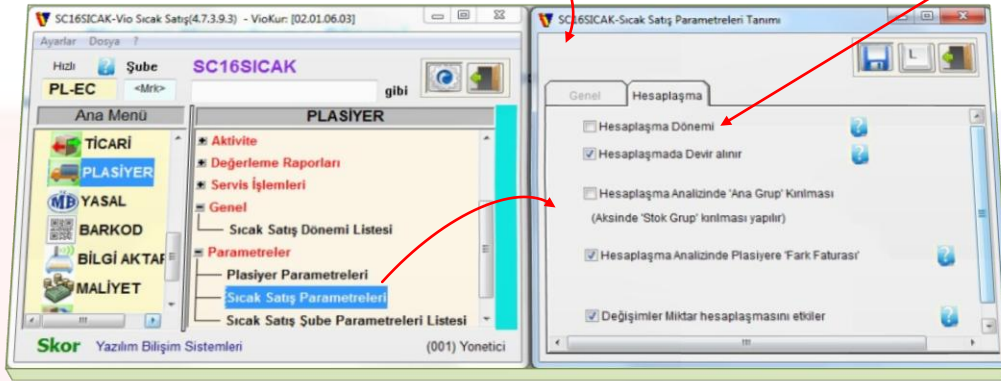 SC16SICAK-Vio Sıcak Satış(4.7.3.9.3) - VioKur: [02.01.06.03]
Ayarlar Dosya ?
Hızlı Şube SC16SICAK
PL-EC <Mrk> gibi
Ana Menü
TİCARİ
PLASİYER
YASAL
BARKOD
BİLGİ AKTAF
MALİYET
PLASİYER
Aktivite
Değerleme Raporları
Servis İşlemleri
Genel
Sıcak Satış Dönemi Listesi
Parametreler
Plasiyer Parametreleri
Sıcak Satış Parametreleri
Sıcak Satış Şube Parametreleri Listesi
Skor Yazılım Bilişim Sistemleri (001) Yonetici
SC16SICAK-Sıcak Satış Parametreleri Tanımı
L
Genel Hesaplaşma
Hesaplaşma Dönemi
Hesaplaşmada Devir alınır
Hesaplaşma Analizinde 'Ana Grup' Kırılması
(Aksinde 'Stok Grup' kırılması yapılır)
Hesaplaşma Analizinde Plasiyere 'Fark Faturası'
Değişimler Miktar hesaplaşmasını etkiler